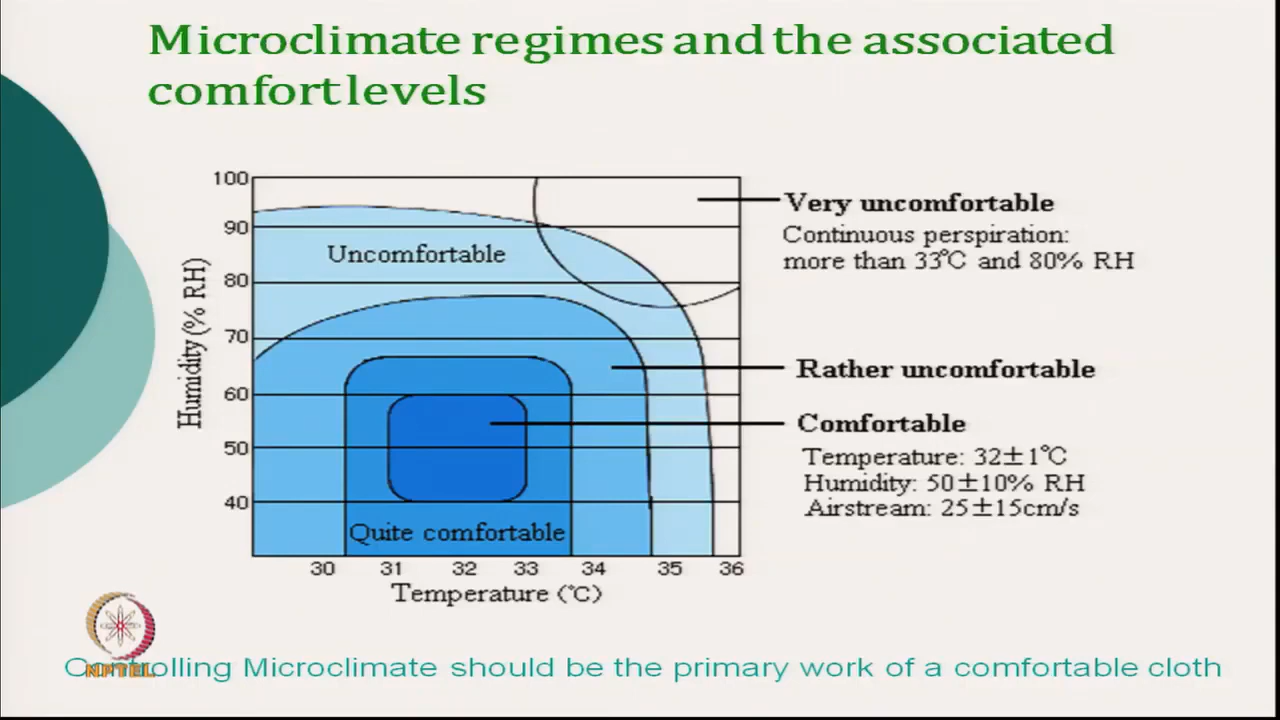 Microclimate regimes and the associated
comfort levels
100
90
80
70
60
50
40
Humidity (% RH)
Uncomfortable
Quite comfortable
30 31 32 33 34 35 36
Temperature (℃)
Very uncomfortable
Continuous perspiration:
more than 33℃ and 80% RH
Rather uncomfortable
Comfortable
Temperature: 32±1℃
Humidity: 50±10% RH
Airstream: 25±15cm/s
Controlling Microclimate should be the primary work of a comfortable cloth
NPTEL